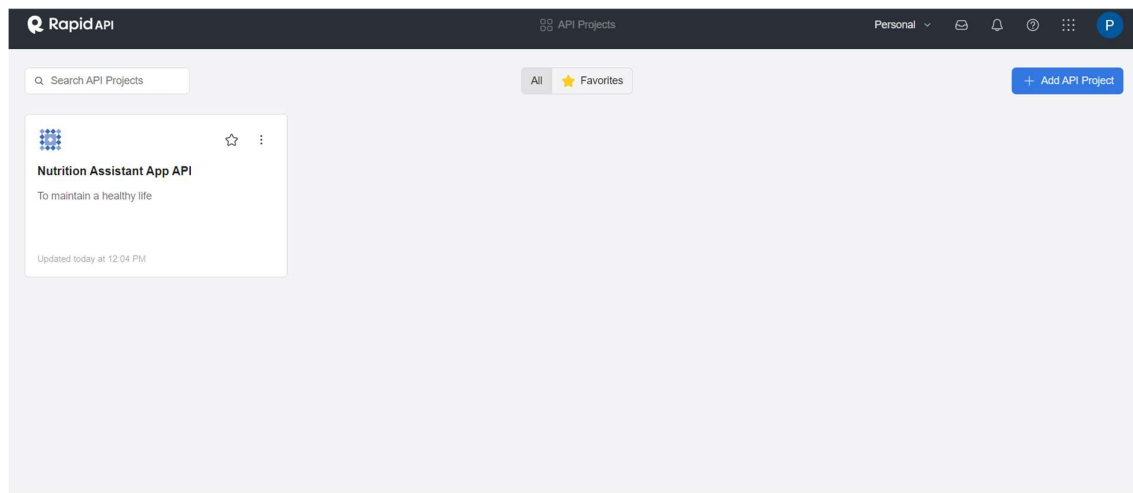 Rapid API
API Projects
Personal
P
Search API Projects
All
Favorites
+ Add API Project
Nutrition Assistant App API
To maintain a healthy life
Updated today at 12:04 PM